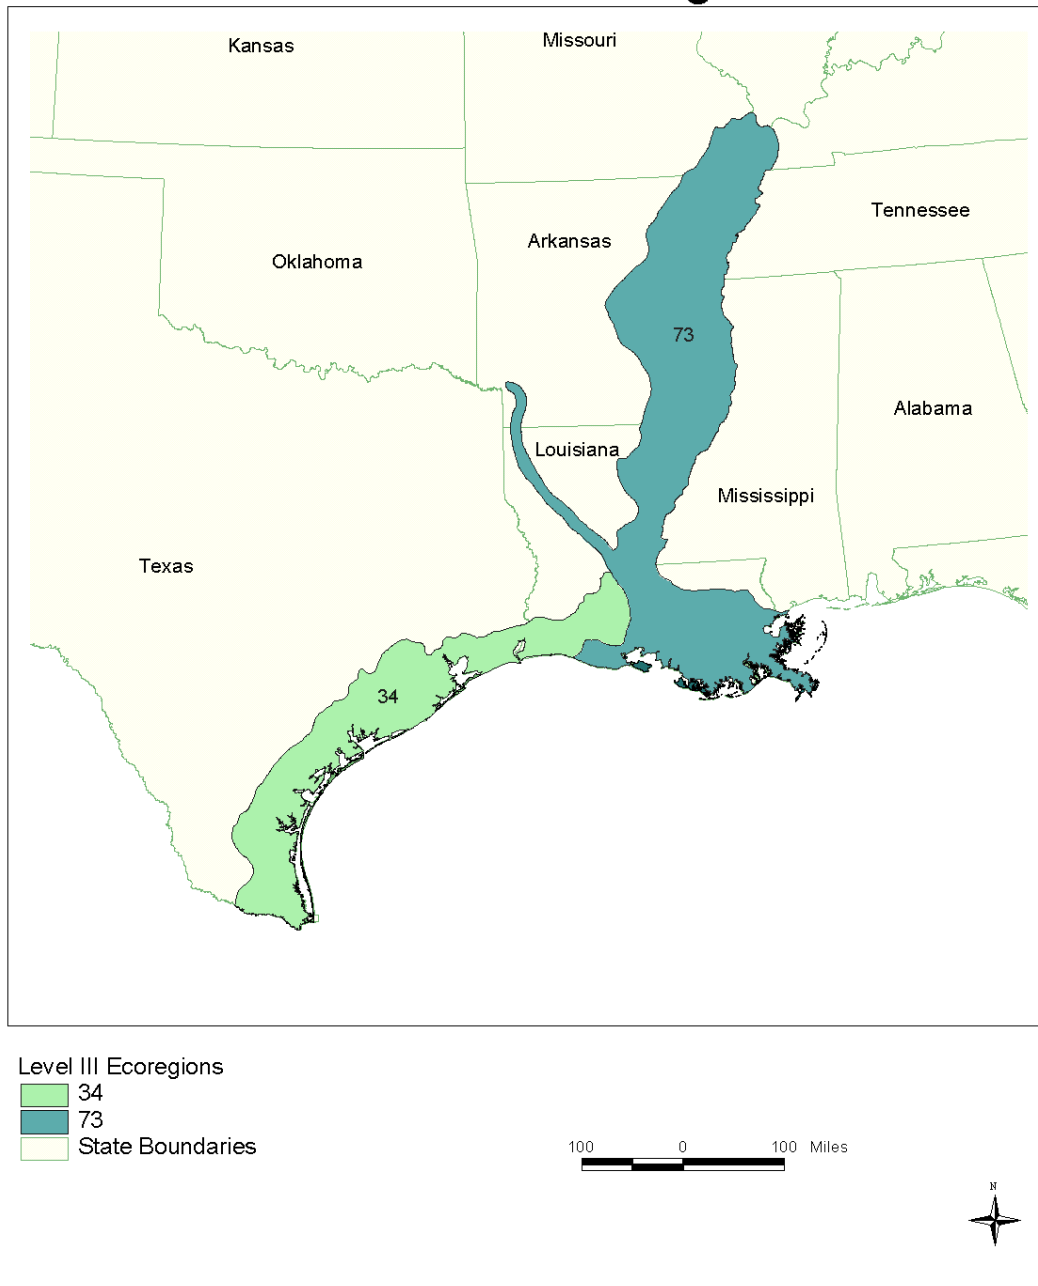 Kansas
Missouri
Tennessee
Arkansas
Oklahoma
73
Alabama
Louisiana
Mississippi
Texas
34
Level III Ecoregions
34
73
State Boundaries
100 0 100 Miles
N